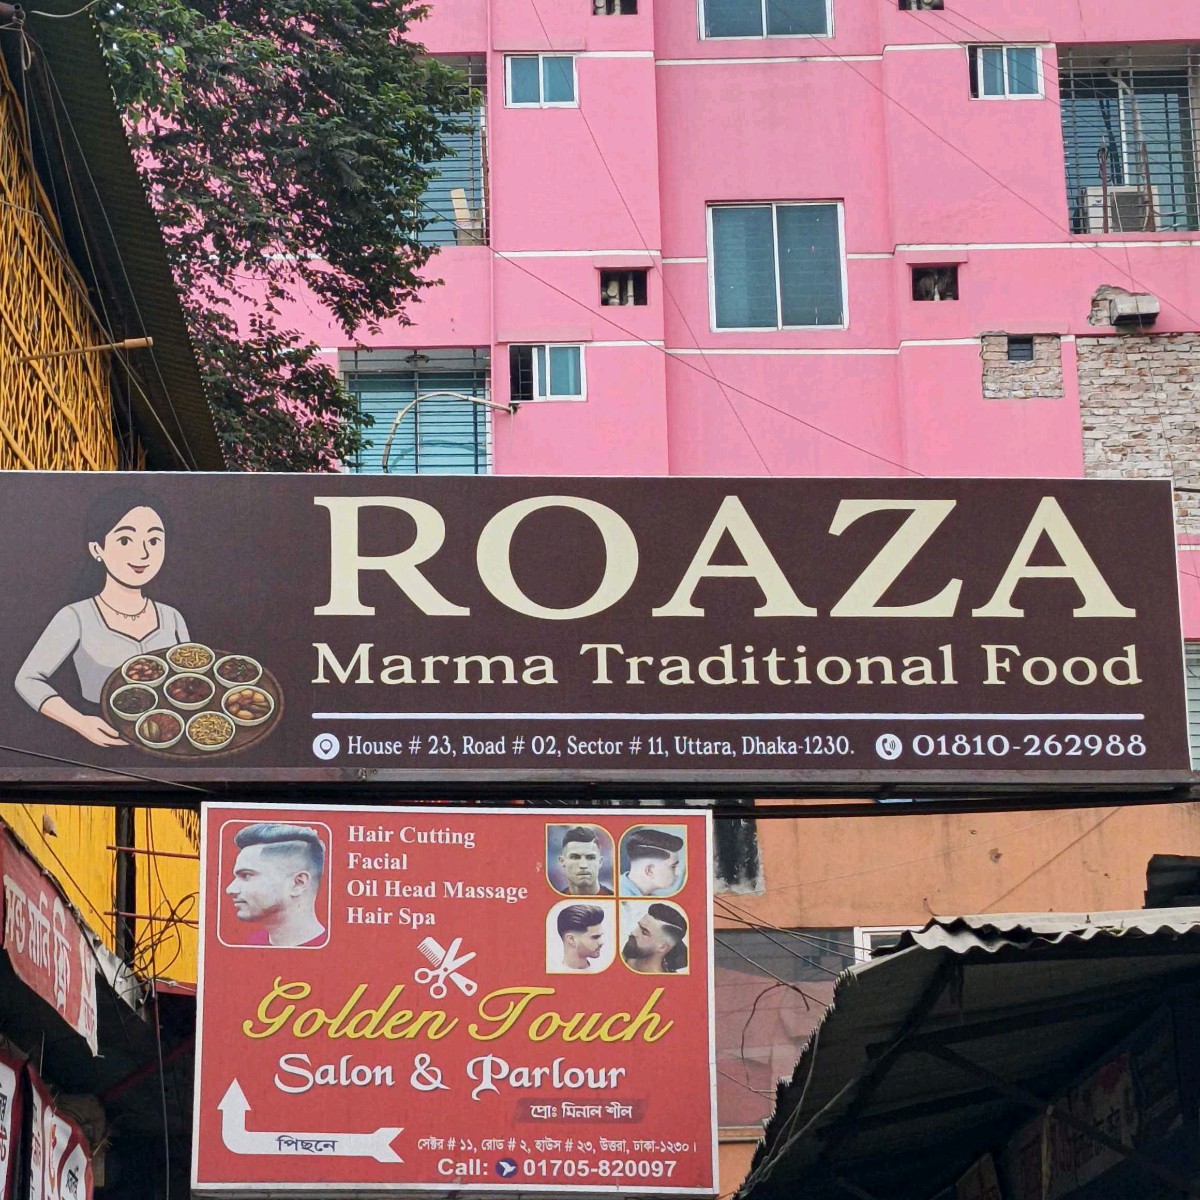 ROAZA
Marma Traditional Food
House # 23, Road # 02, Sector # 11, Uttara, Dhaka-1230. 01810-262988
Hair Cutting
Facial
Oil Head Massage
Hair Spa
Golden Touch
Salon & Parlour
প্রোঃ মিনাল শীল
পিছনে
সেক্টর # ১১, রোড # ২, হাউস # ২৩, উত্তরা, ঢাকা-১২৩০।
Call: 01705-820097